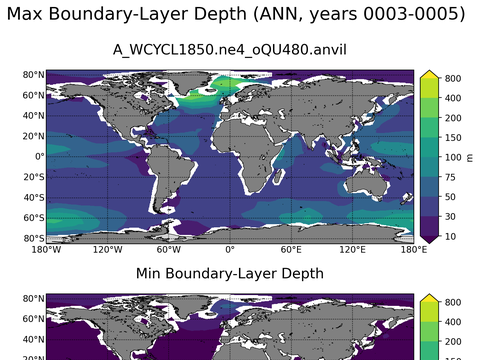 Max Boundary-Layer Depth (ANN, years 0003-0005)
A_WCYCL1850.ne4_oQU480.anvil
80°N
60°N
40°N
20°N
0°
20°S
40°S
60°S
80°S
180°W 120°W 60°W 0° 60°E 120°E 180°E
800
400
200
150
100
75
50
30
10
m
Min Boundary-Layer Depth
80°N
60°N
40°N
20°N
800
400
200
150